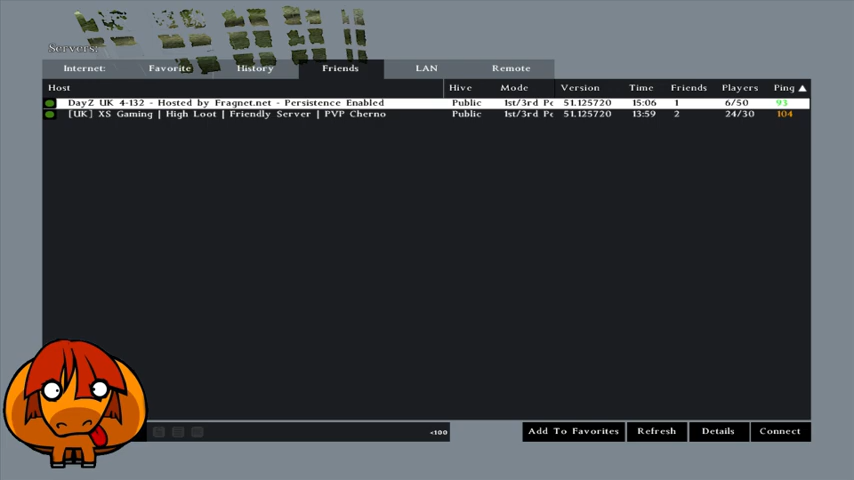 Servers:
Internet: Favorite History Friends LAN Remote
Host Hive Mode Version Time Friends Players Ping
DayZ UK 4-132 - Hosted by Fragnet.net - Persistence Enabled Public 1st/3rd Pe 51.125720 15:06 1 6/50 93
[UK] XS Gaming | High Loot | Friendly Server | PVP Cherno Public 1st/3rd Pe 51.125720 13:59 2 24/30 104
<100 Add To Favorites Refresh Details Connect